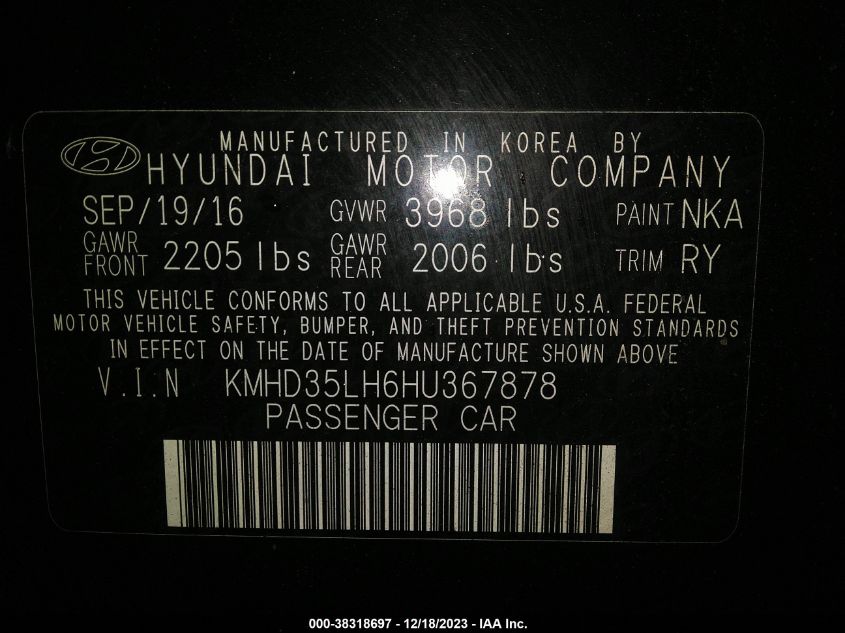 MANUFACTURED IN KOREA BY
HYUNDAI MOTOR COMPANY
SEP/19/16 GVWR 3968 lbs PAINT NKA
GAWR FRONT 2205 lbs GAWR REAR 2006 lbs TRIM RY
THIS VEHICLE CONFORMS TO ALL APPLICABLE U.S.A. FEDERAL
MOTOR VEHICLE SAFETY, BUMPER, AND THEFT PREVENTION STANDARDS
IN EFFECT ON THE DATE OF MANUFACTURE SHOWN ABOVE
V.I.N KMHD35LH6HU367878
PASSENGER CAR
000-38318697 - 12/18/2023 - IAA Inc.